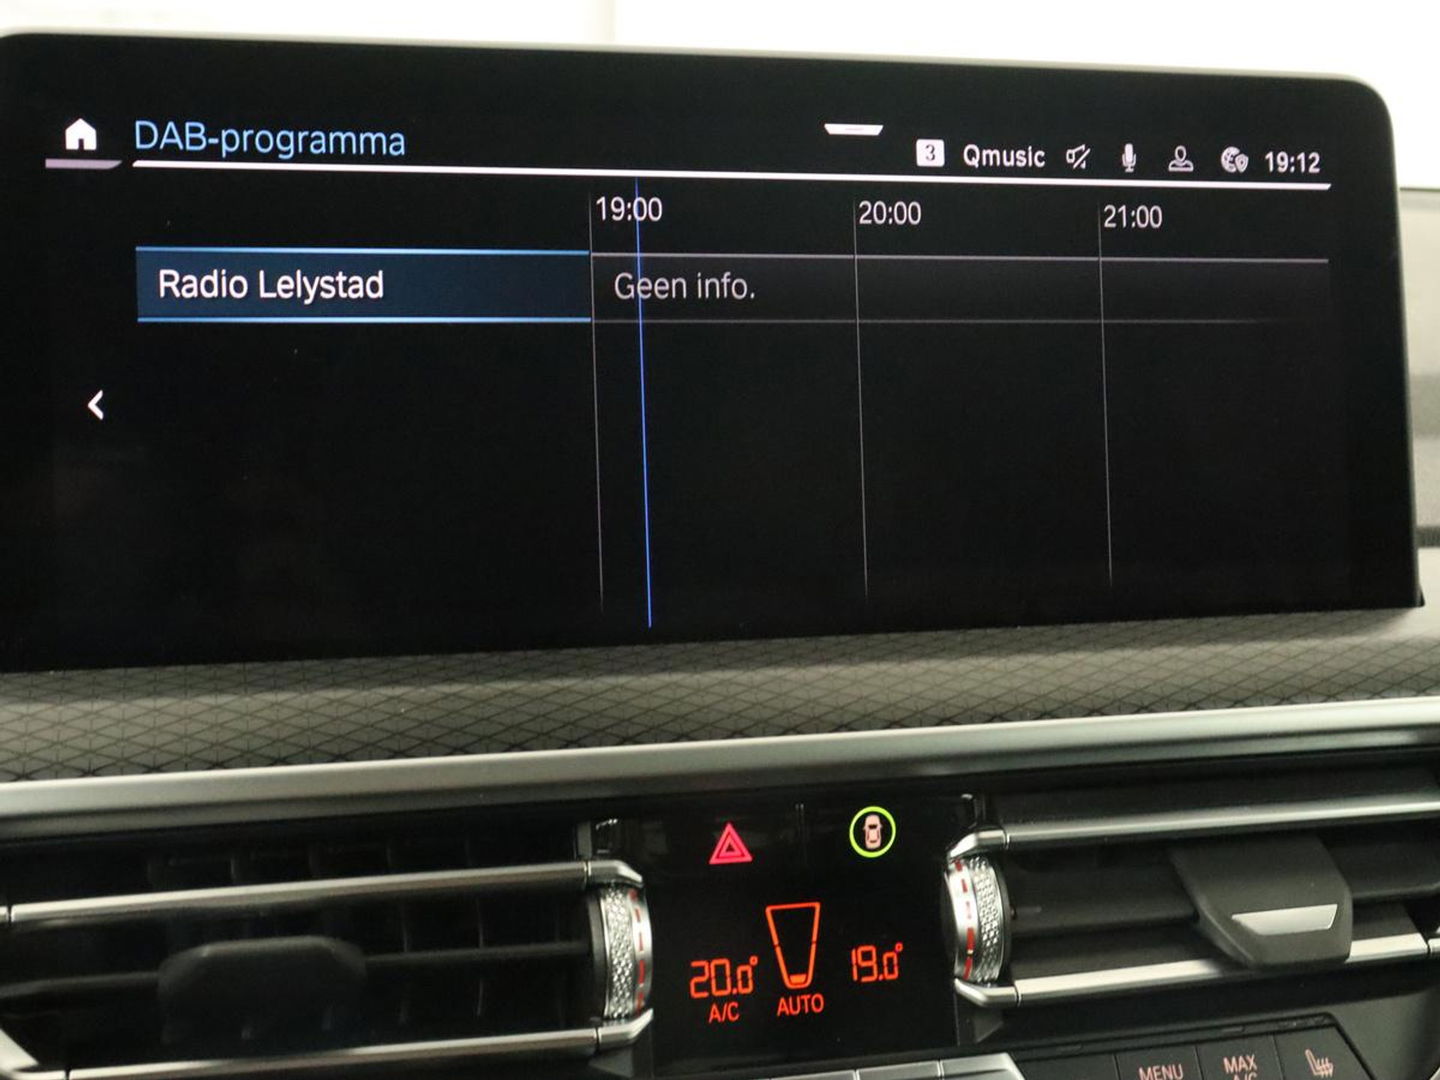 DAB-programma
3 Qmusic 19:12
19:00 20:00 21:00
Radio Lelystad Geen info.
20.0° 19.0°
A/C AUTO
MENU MAX
A/C